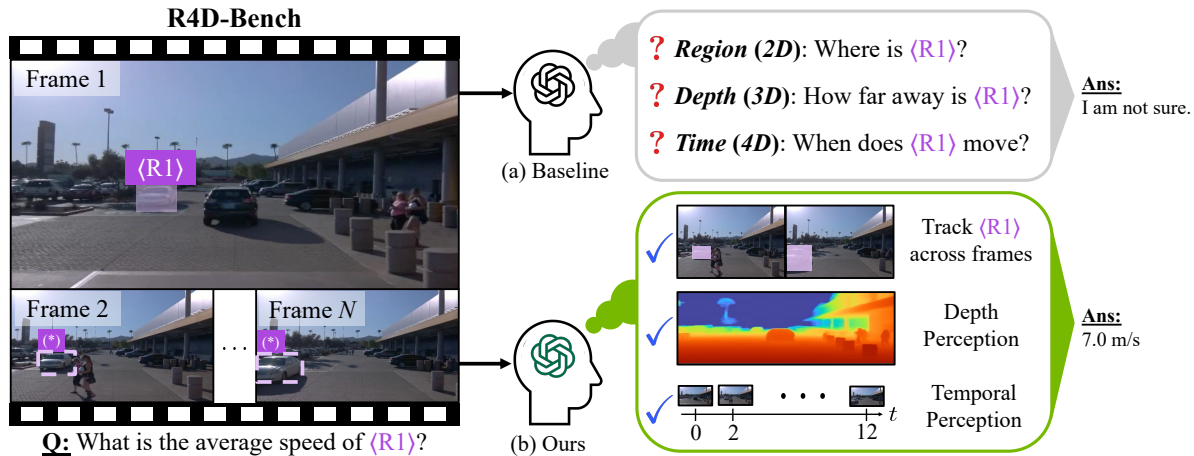 R4D-Bench
Frame 1
⟨R1⟩
Frame 2
(*)
. . .
Frame N
(*)
Q: What is the average speed of ⟨R1⟩?
(a) Baseline
? Region (2D): Where is ⟨R1⟩?
? Depth (3D): How far away is ⟨R1⟩?
? Time (4D): When does ⟨R1⟩ move?
Ans:
I am not sure.
(b) Ours
Track ⟨R1⟩
across frames
Depth
Perception
Temporal
Perception
• • •
0 2 12 t
Ans:
7.0 m/s